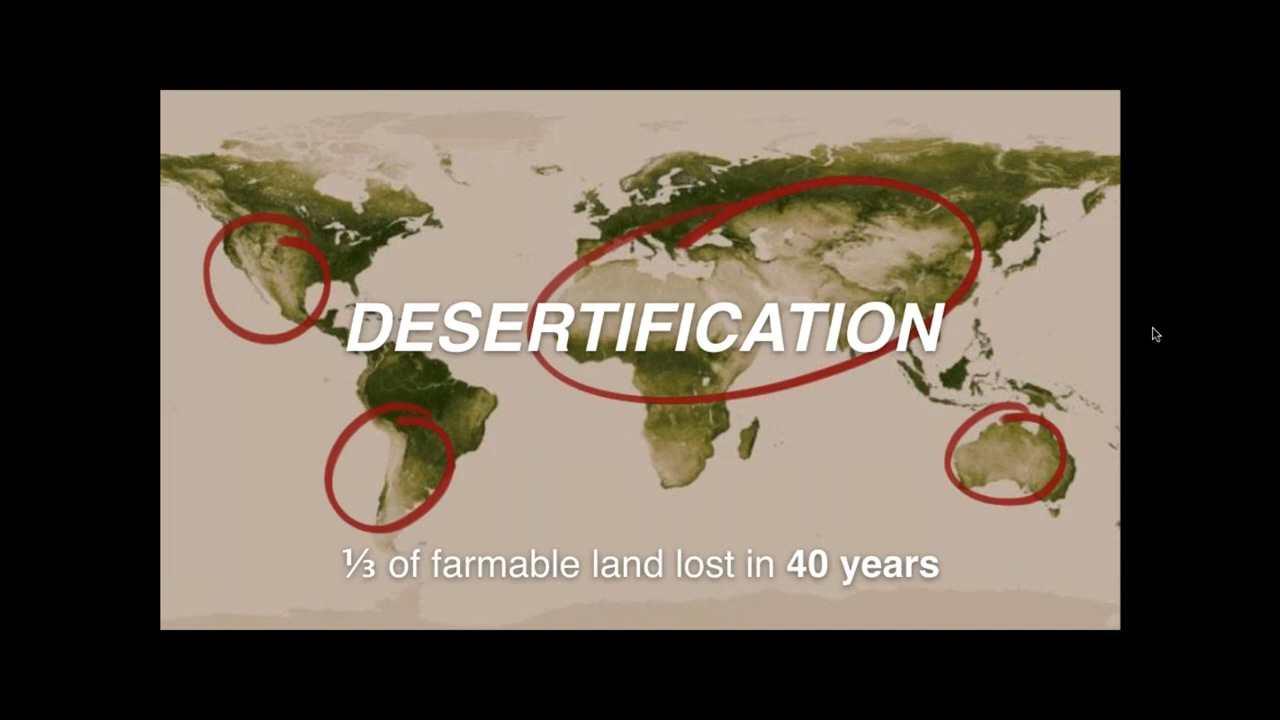 DESERTIFICATION
⅓ of farmable land lost in 40 years